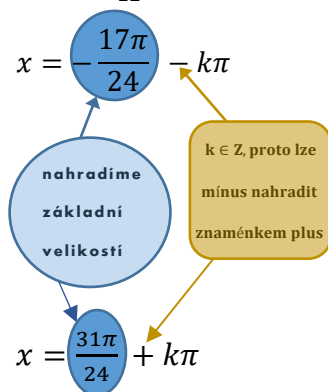 x = − 17π/24 − kπ
nahradíme
základní
velikostí
k ∈ Z, proto lze
mínus nahradit
znaménkem plus
x = 31π/24 + kπ